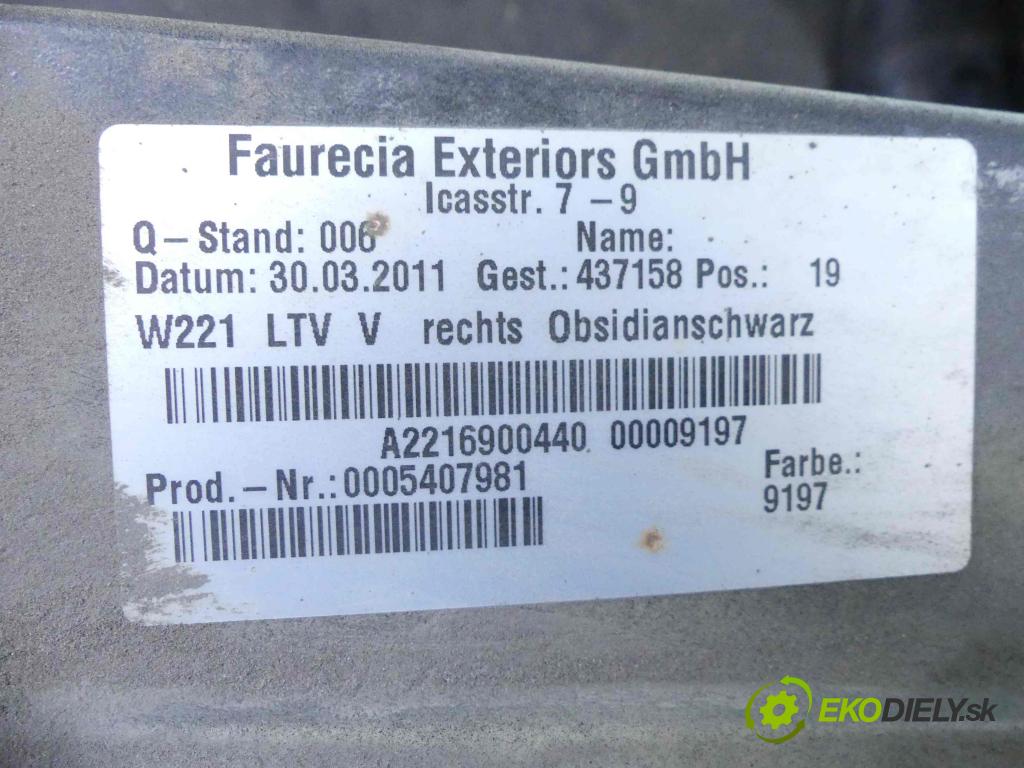 Faurecia Exteriors GmbH
Icasstr. 7 – 9
Q – Stand: 006 Name:
Datum: 30.03.2011 Gest.: 437158 Pos.: 19
W221 LTV V rechts Obsidianschwarz
A2216900440 00009197
Prod. – Nr.: 0005407981
Farbe.:
9197
EKODIELY.sk